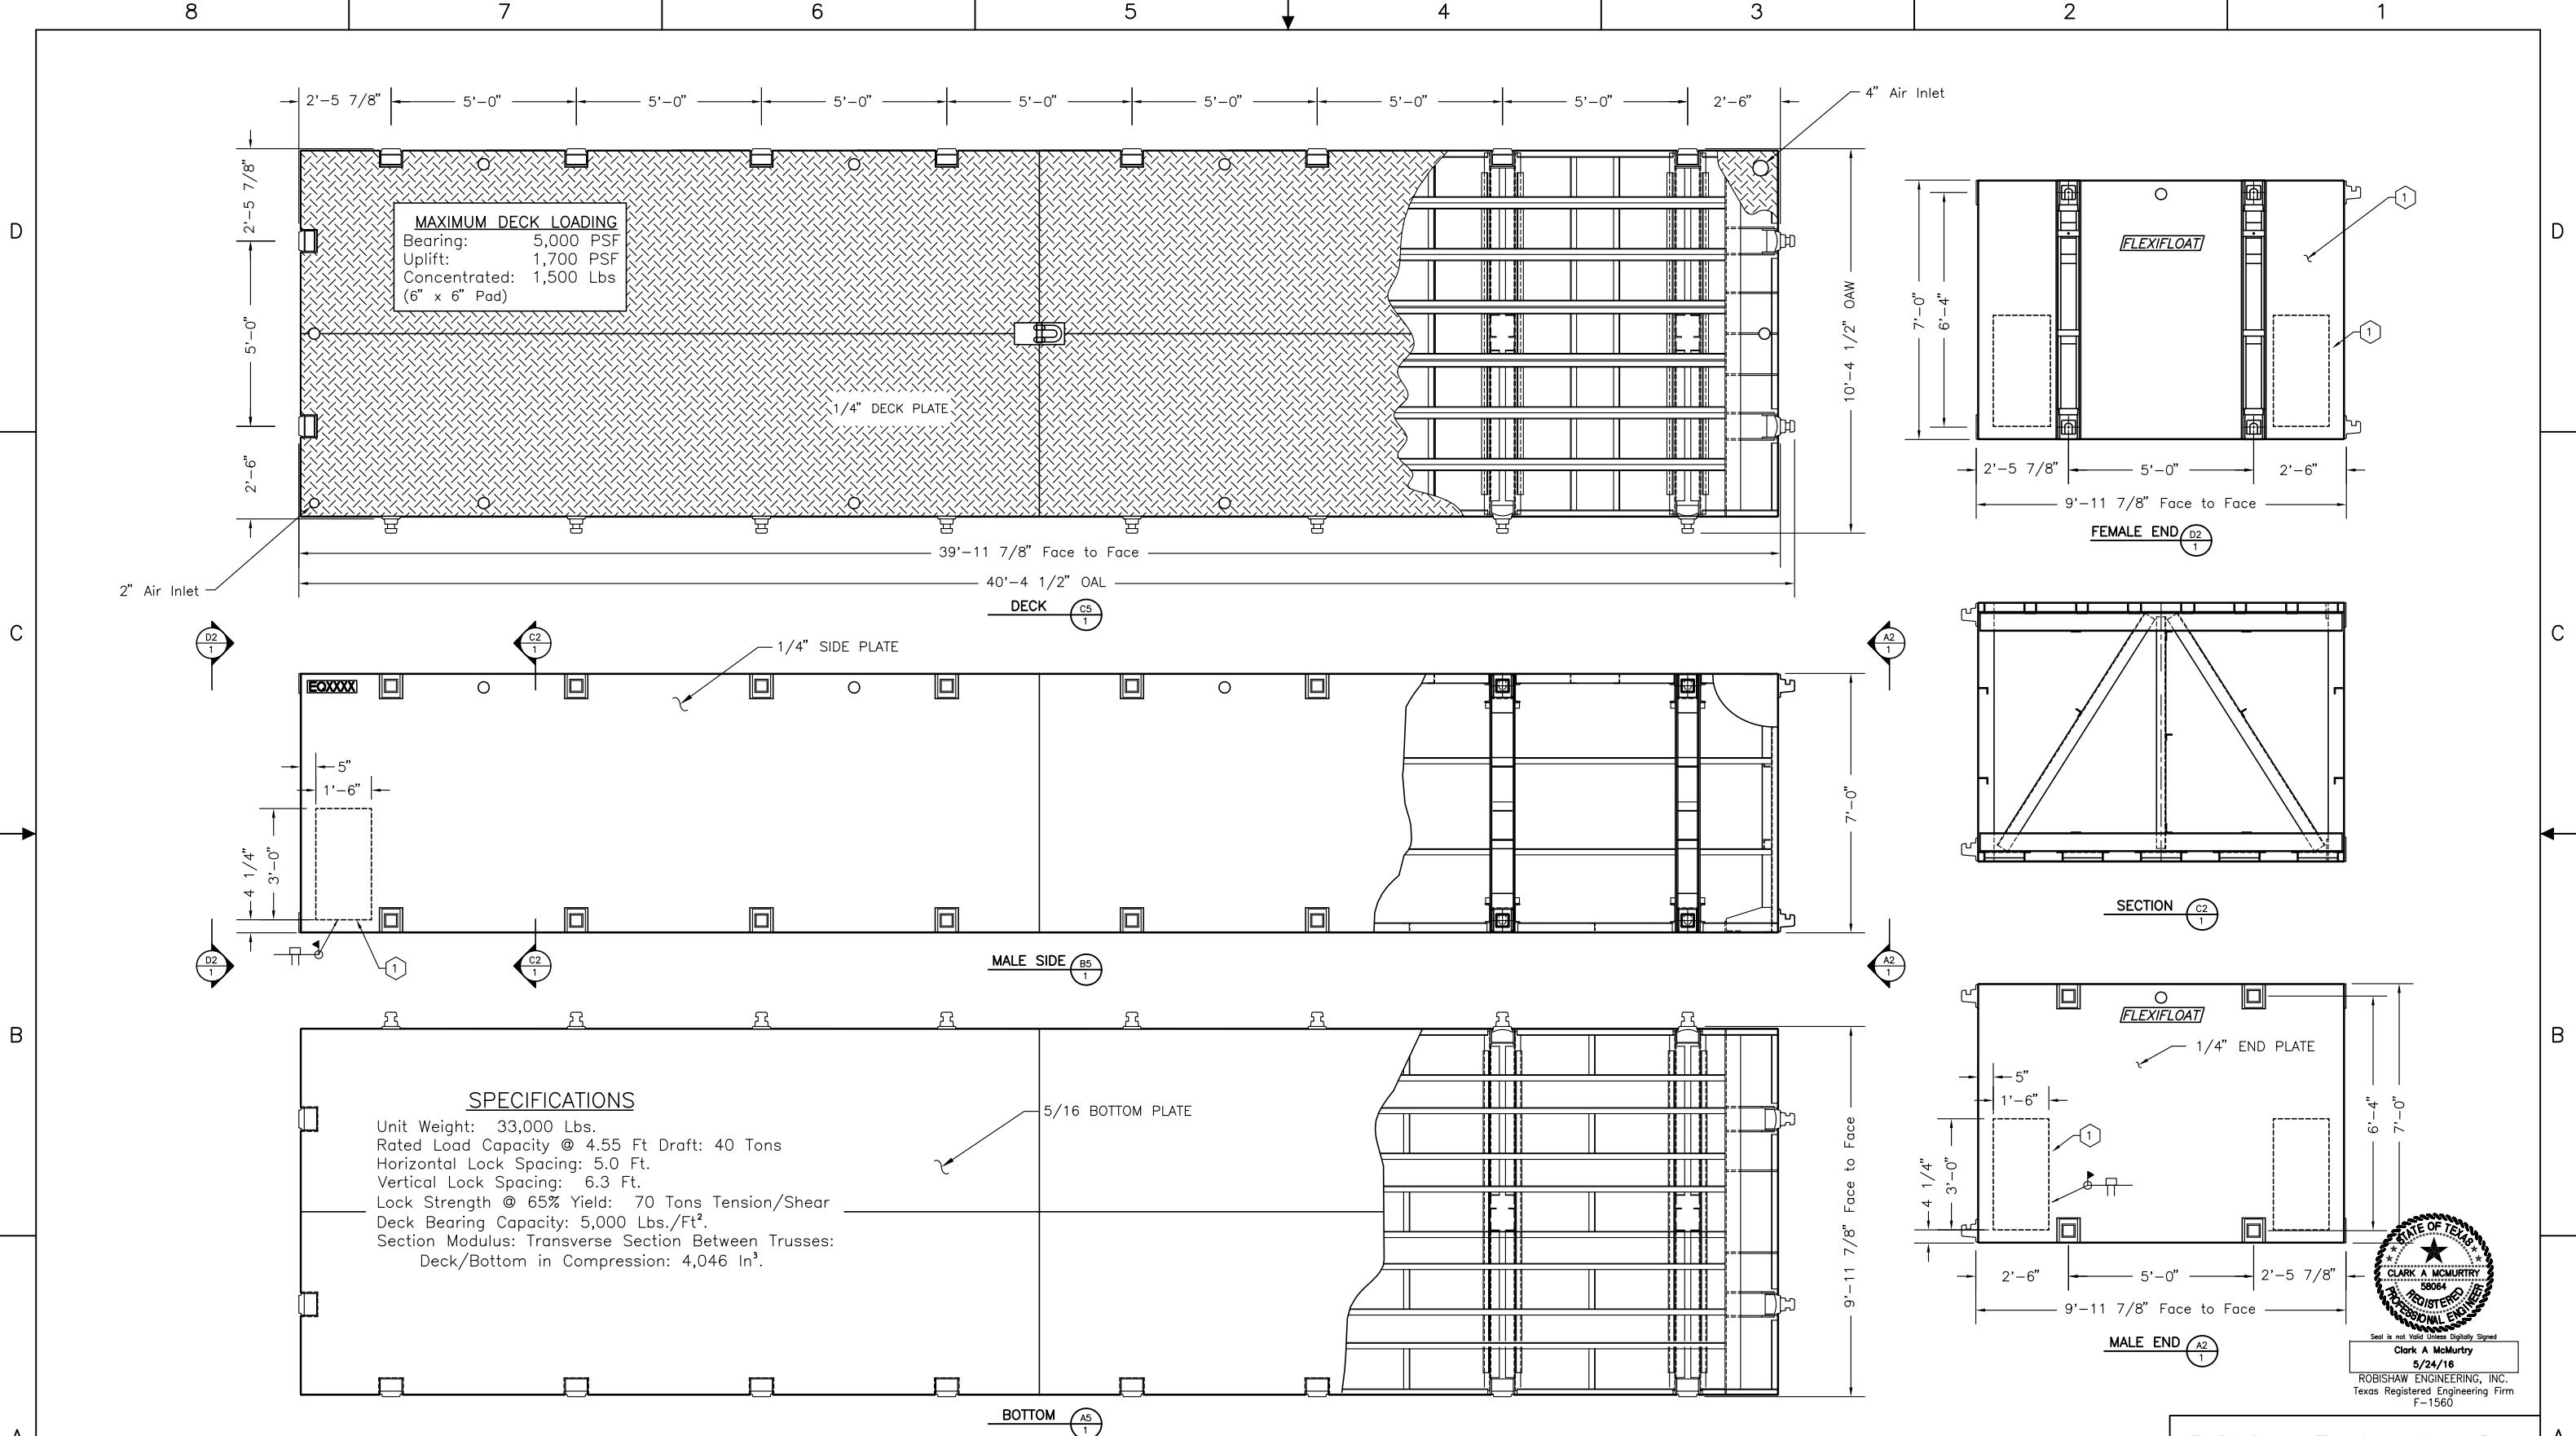 8 7 6 5 4 3 2 1
D
C
B
D
C
B
2'-5 7/8" 5'-0" 5'-0" 5'-0" 5'-0" 5'-0" 5'-0" 5'-0" 2'-6"
4" Air Inlet
2'-5 7/8"
5'-0"
2'-6"
MAXIMUM DECK LOADING
Bearing: 5,000 PSF
Uplift: 1,700 PSF
Concentrated: 1,500 Lbs
(6" x 6" Pad)
1/4" DECK PLATE
10'-4 1/2" OAW
2" Air Inlet
39'-11 7/8" Face to Face
40'-4 1/2" OAL
DECK C5
1
7'-0"
6'-4"
FLEXIFLOAT
1
1
2'-5 7/8" 5'-0" 2'-6"
9'-11 7/8" Face to Face
FEMALE END D2
1
D2
1
C2
1
1/4" SIDE PLATE
A2
1
EQXXXX
5"
1'-6"
4 1/4"
3'-0"
7'-0"
D2
1
1
C2
1
MALE SIDE B5
1
A2
1
SECTION C2
1
SPECIFICATIONS
Unit Weight: 33,000 Lbs.
Rated Load Capacity @ 4.55 Ft Draft: 40 Tons
Horizontal Lock Spacing: 5.0 Ft.
Vertical Lock Spacing: 6.3 Ft.
Lock Strength @ 65% Yield: 70 Tons Tension/Shear
Deck Bearing Capacity: 5,000 Lbs./Ft².
Section Modulus: Transverse Section Between Trusses:
Deck/Bottom in Compression: 4,046 In³.
5/16 BOTTOM PLATE
9'-11 7/8" Face to Face
BOTTOM A5
1
FLEXIFLOAT
1/4" END PLATE
5"
1'-6"
1
4 1/4"
3'-0"
6'-4"
7'-0"
2'-6" 5'-0" 2'-5 7/8"
9'-11 7/8" Face to Face
MALE END A2
1
STATE OF TEXAS
CLARK A MCMURTRY
58064
REGISTERED
PROFESSIONAL ENGINEER
Seal is not Valid Unless Digitally Signed
Clark A McMurtry
5/24/16
ROBISHAW ENGINEERING, INC.
Texas Registered Engineering Firm
F-1560